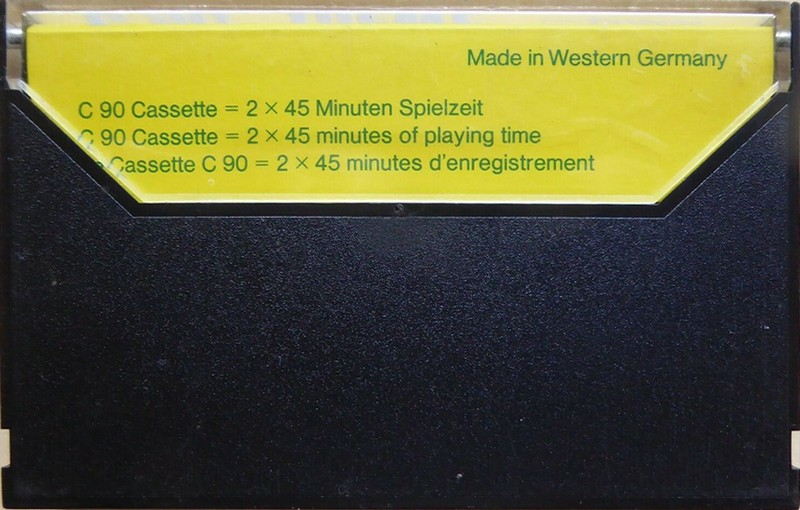 Made in Western Germany
C 90 Cassette = 2 × 45 Minuten Spielzeit
C 90 Cassette = 2 × 45 minutes of playing time
Cassette C 90 = 2 × 45 minutes d'enregistrement